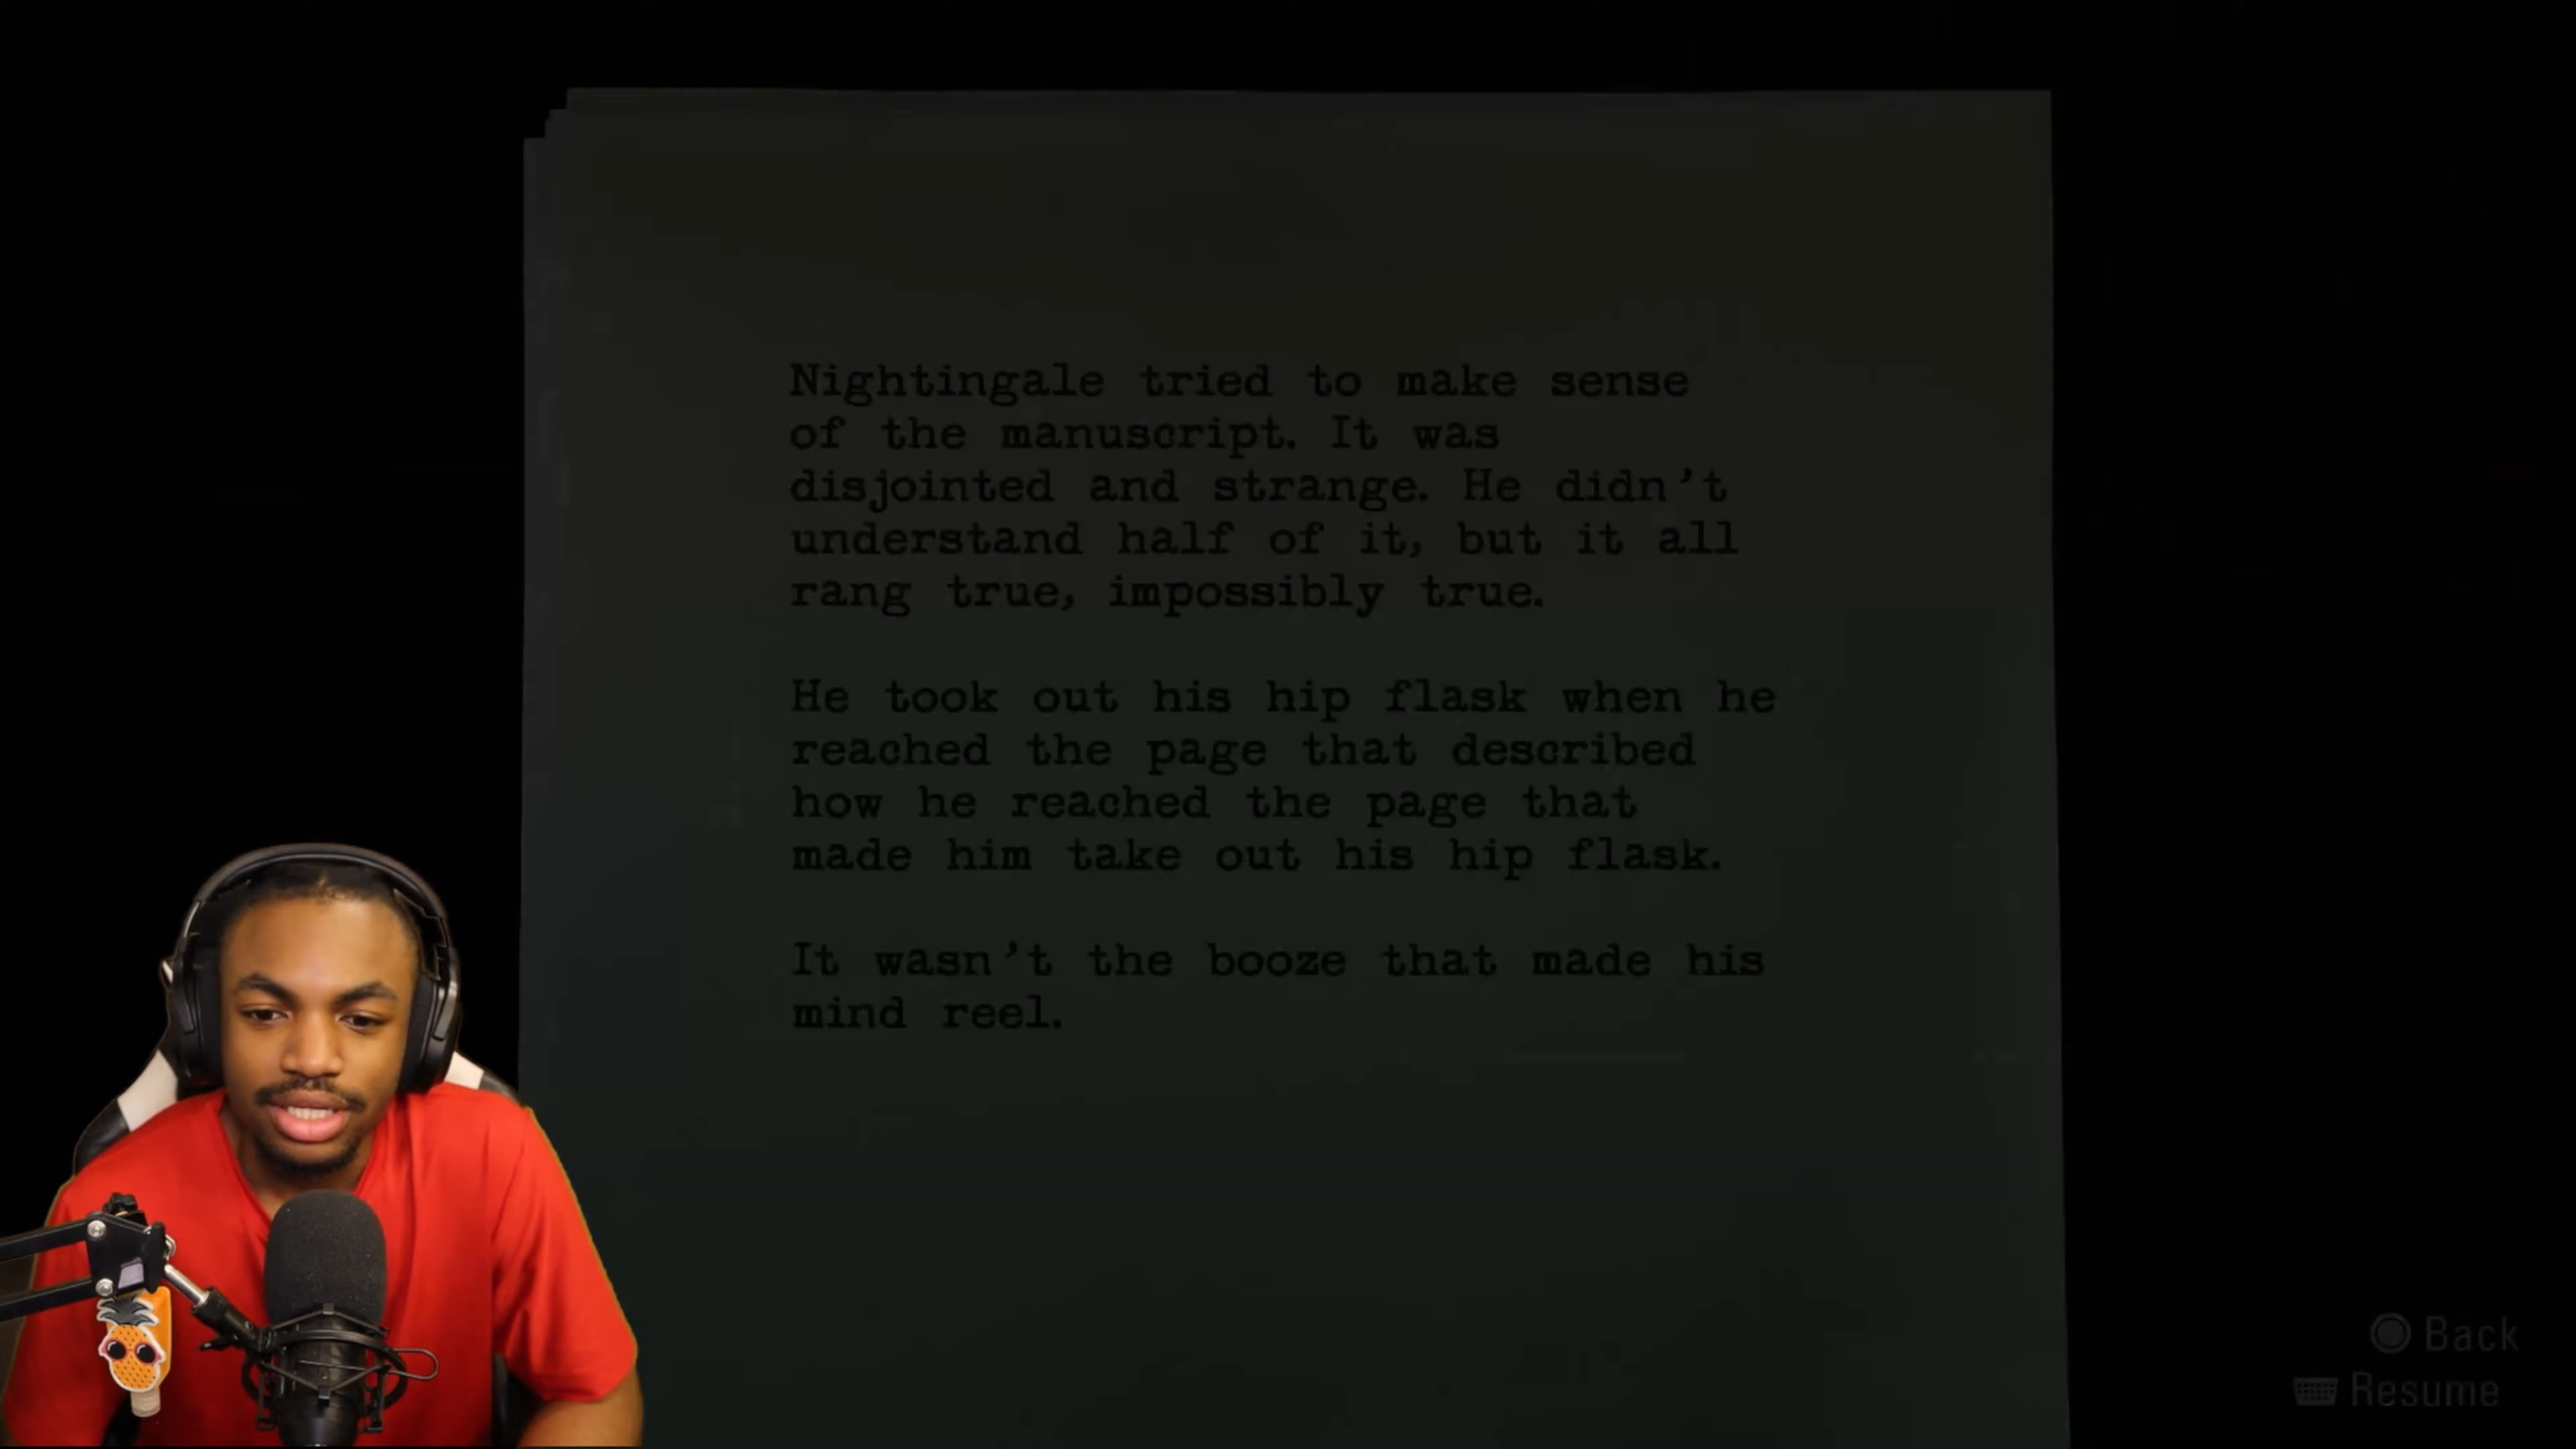 Nightingale tried to make sense
of the manuscript. It was
disjointed and strange. He didn't
understand half of it, but it all
rang true, impossibly true.
He took out his hip flask when he
reached the page that described
how he reached the page that
made him take out his hip flask.
It wasn't the booze that made his
mind reel.
Back
Resume